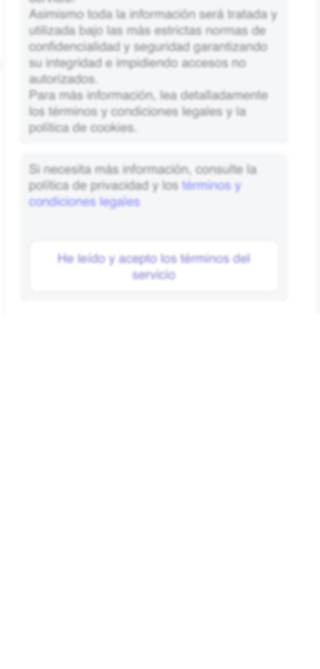 servicio.
Asimismo toda la información será tratada y
utilizada bajo las más estrictas normas de
confidencialidad y seguridad garantizando
su integridad e impidiendo accesos no
autorizados.
Para más información, lea detalladamente
los términos y condiciones legales y la
política de cookies.
Si necesita más información, consulte la
política de privacidad y los términos y
condiciones legales
He leído y acepto los términos del
servicio